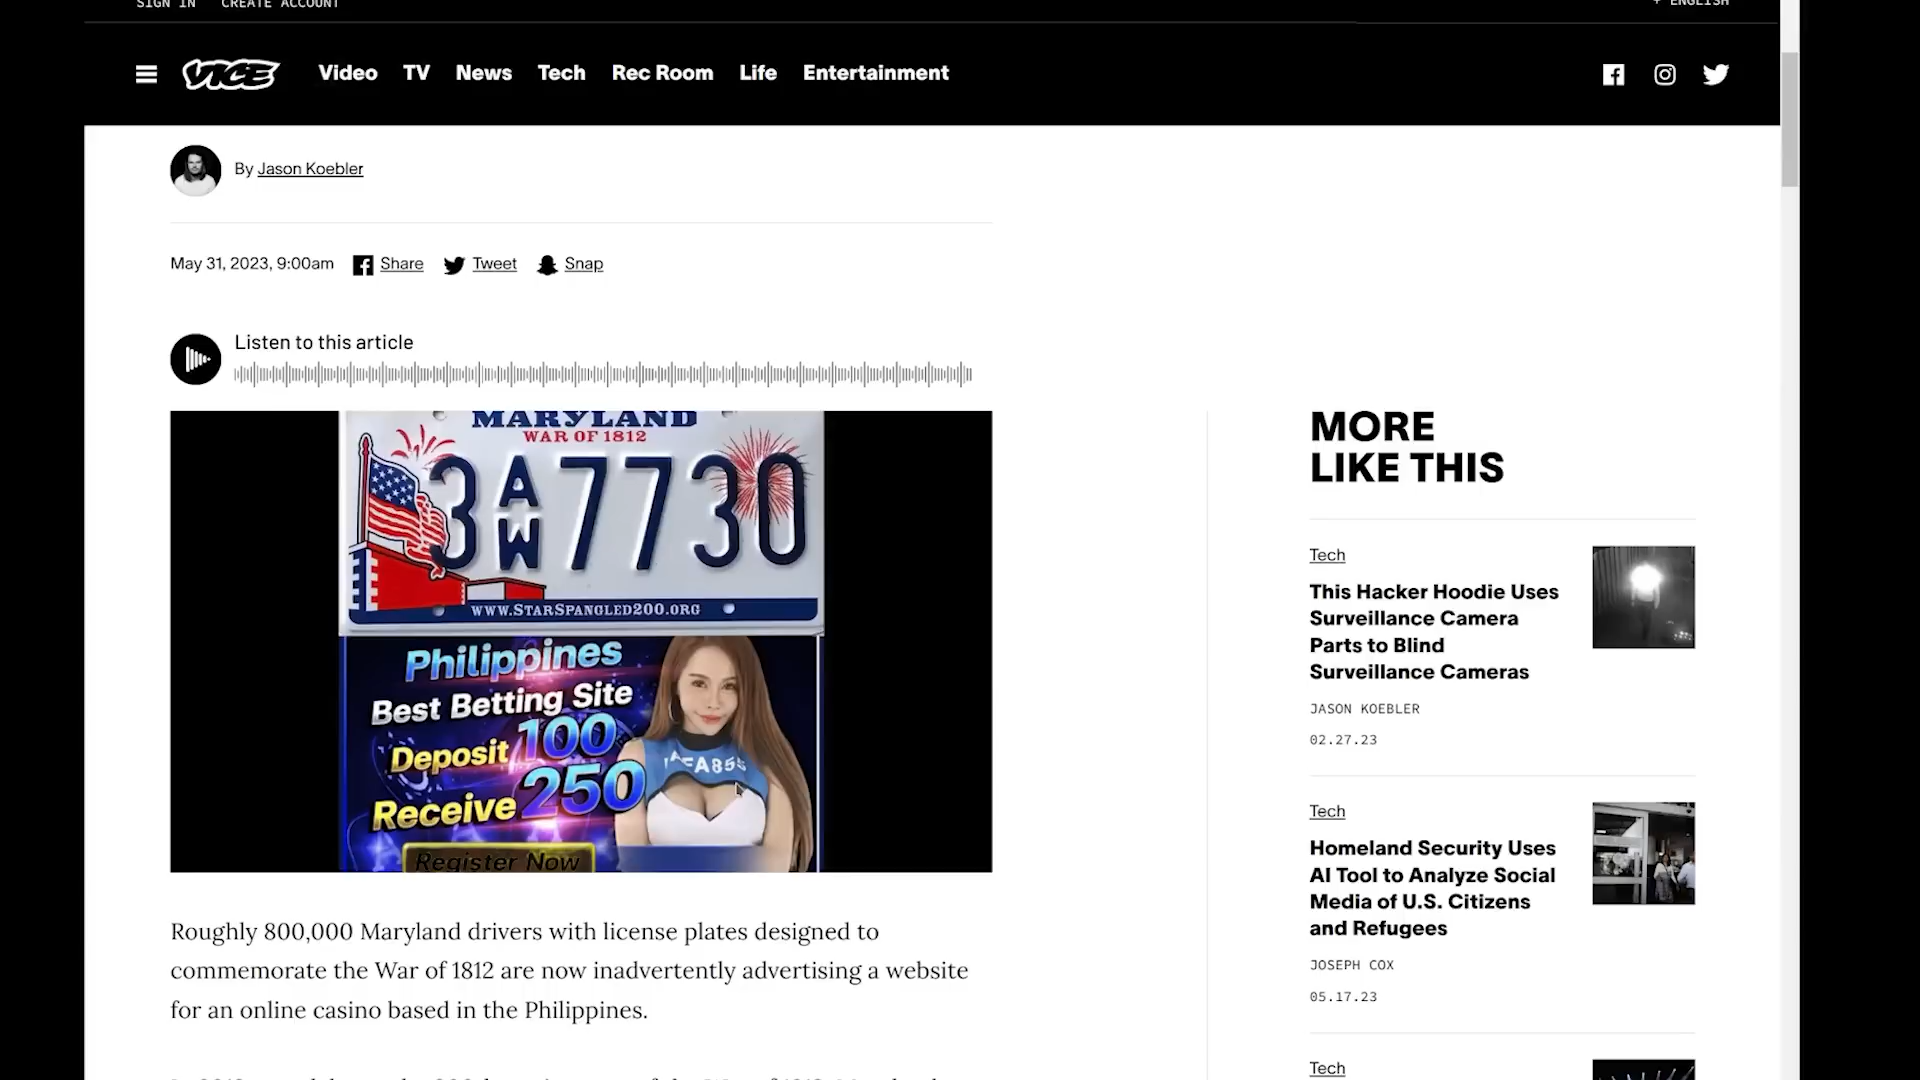 SIGN IN CREATE ACCOUNT
+ ENGLISH
VICE Video TV News Tech Rec Room Life Entertainment
By Jason Koebler
May 31, 2023, 9:00am Share Tweet Snap
Listen to this article
MARYLAND
WAR OF 1812
3AW7730
WWW.STARSPANGLED200.ORG
Philippines
Best Betting Site
Deposit 100
Receive 250
Register Now
Roughly 800,000 Maryland drivers with license plates designed to
commemorate the War of 1812 are now inadvertently advertising a website
for an online casino based in the Philippines.
MORE
LIKE THIS
Tech
This Hacker Hoodie Uses
Surveillance Camera
Parts to Blind
Surveillance Cameras
JASON KOEBLER
02.27.23
Tech
Homeland Security Uses
AI Tool to Analyze Social
Media of U.S. Citizens
and Refugees
JOSEPH COX
05.17.23
Tech